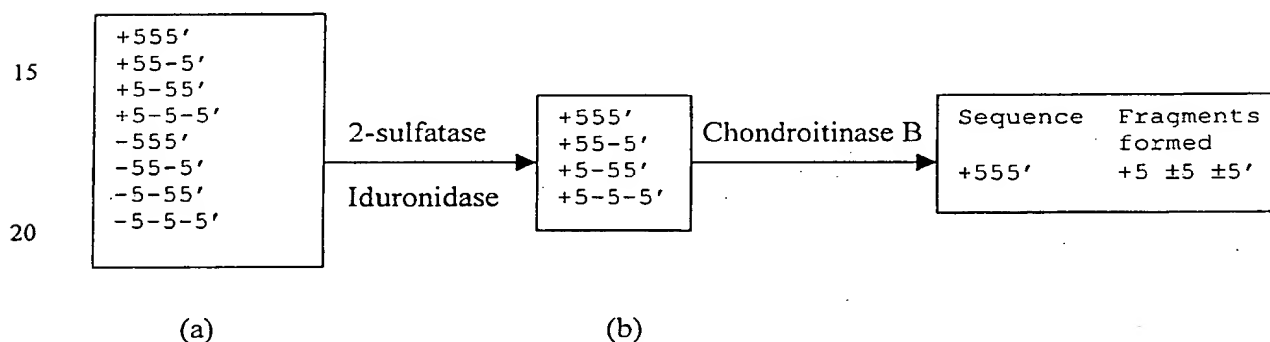 +555'
+55-5'
+5-55'
+5-5-5'
-555'
-55-5'
-5-55'
-5-5-5'
15
20
2-sulfatase
Iduronidase
+555'
+55-5'
+5-55'
+5-5-5'
Chondroitinase B
Sequence Fragments
formed
+555' +5 ±5 ±5'
(a) (b)